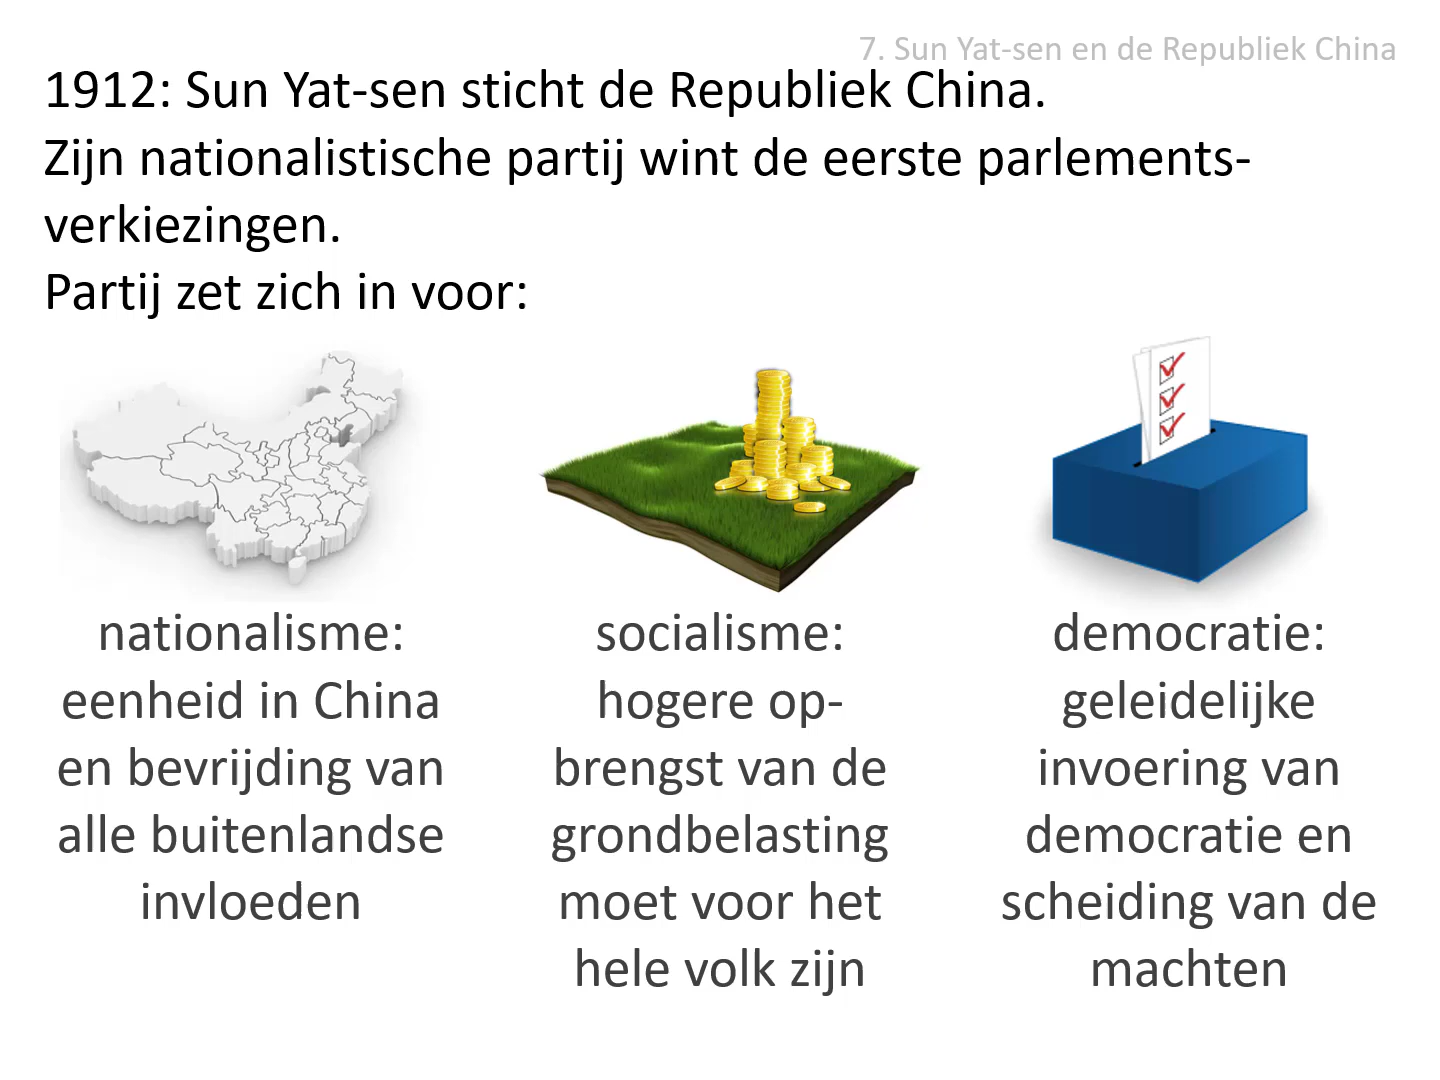 7. Sun Yat-sen en de Republiek China
1912: Sun Yat-sen sticht de Republiek China.
Zijn nationalistische partij wint de eerste parlements-
verkiezingen.
Partij zet zich in voor:
nationalisme:
eenheid in China
en bevrijding van
alle buitenlandse
invloeden
socialisme:
hogere op-
brengst van de
grondbelasting
moet voor het
hele volk zijn
democratie:
geleidelijke
invoering van
democratie en
scheiding van de
machten